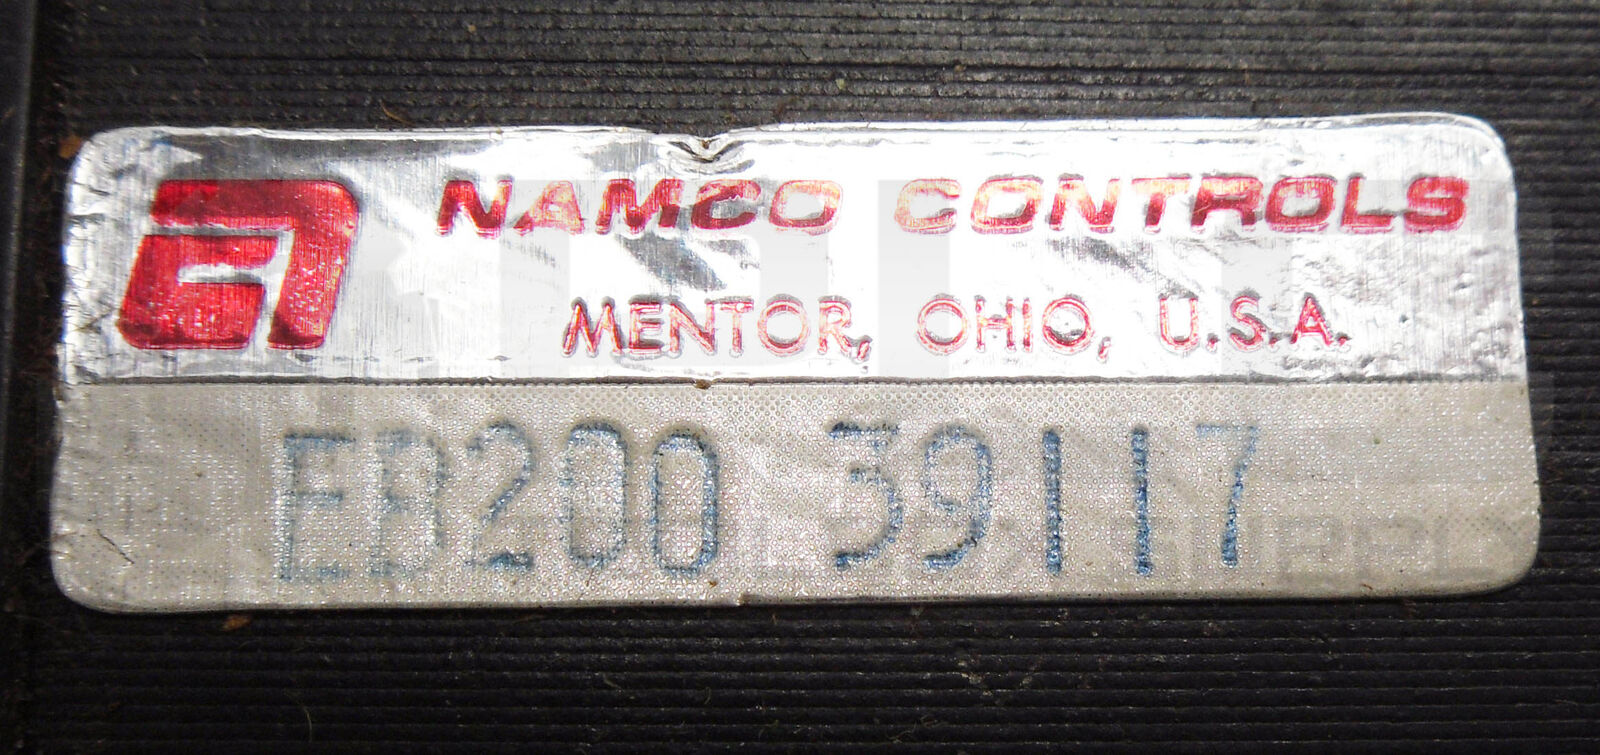 NAMCO CONTROLS
MENTOR, OHIO, U.S.A.
EB200 39117